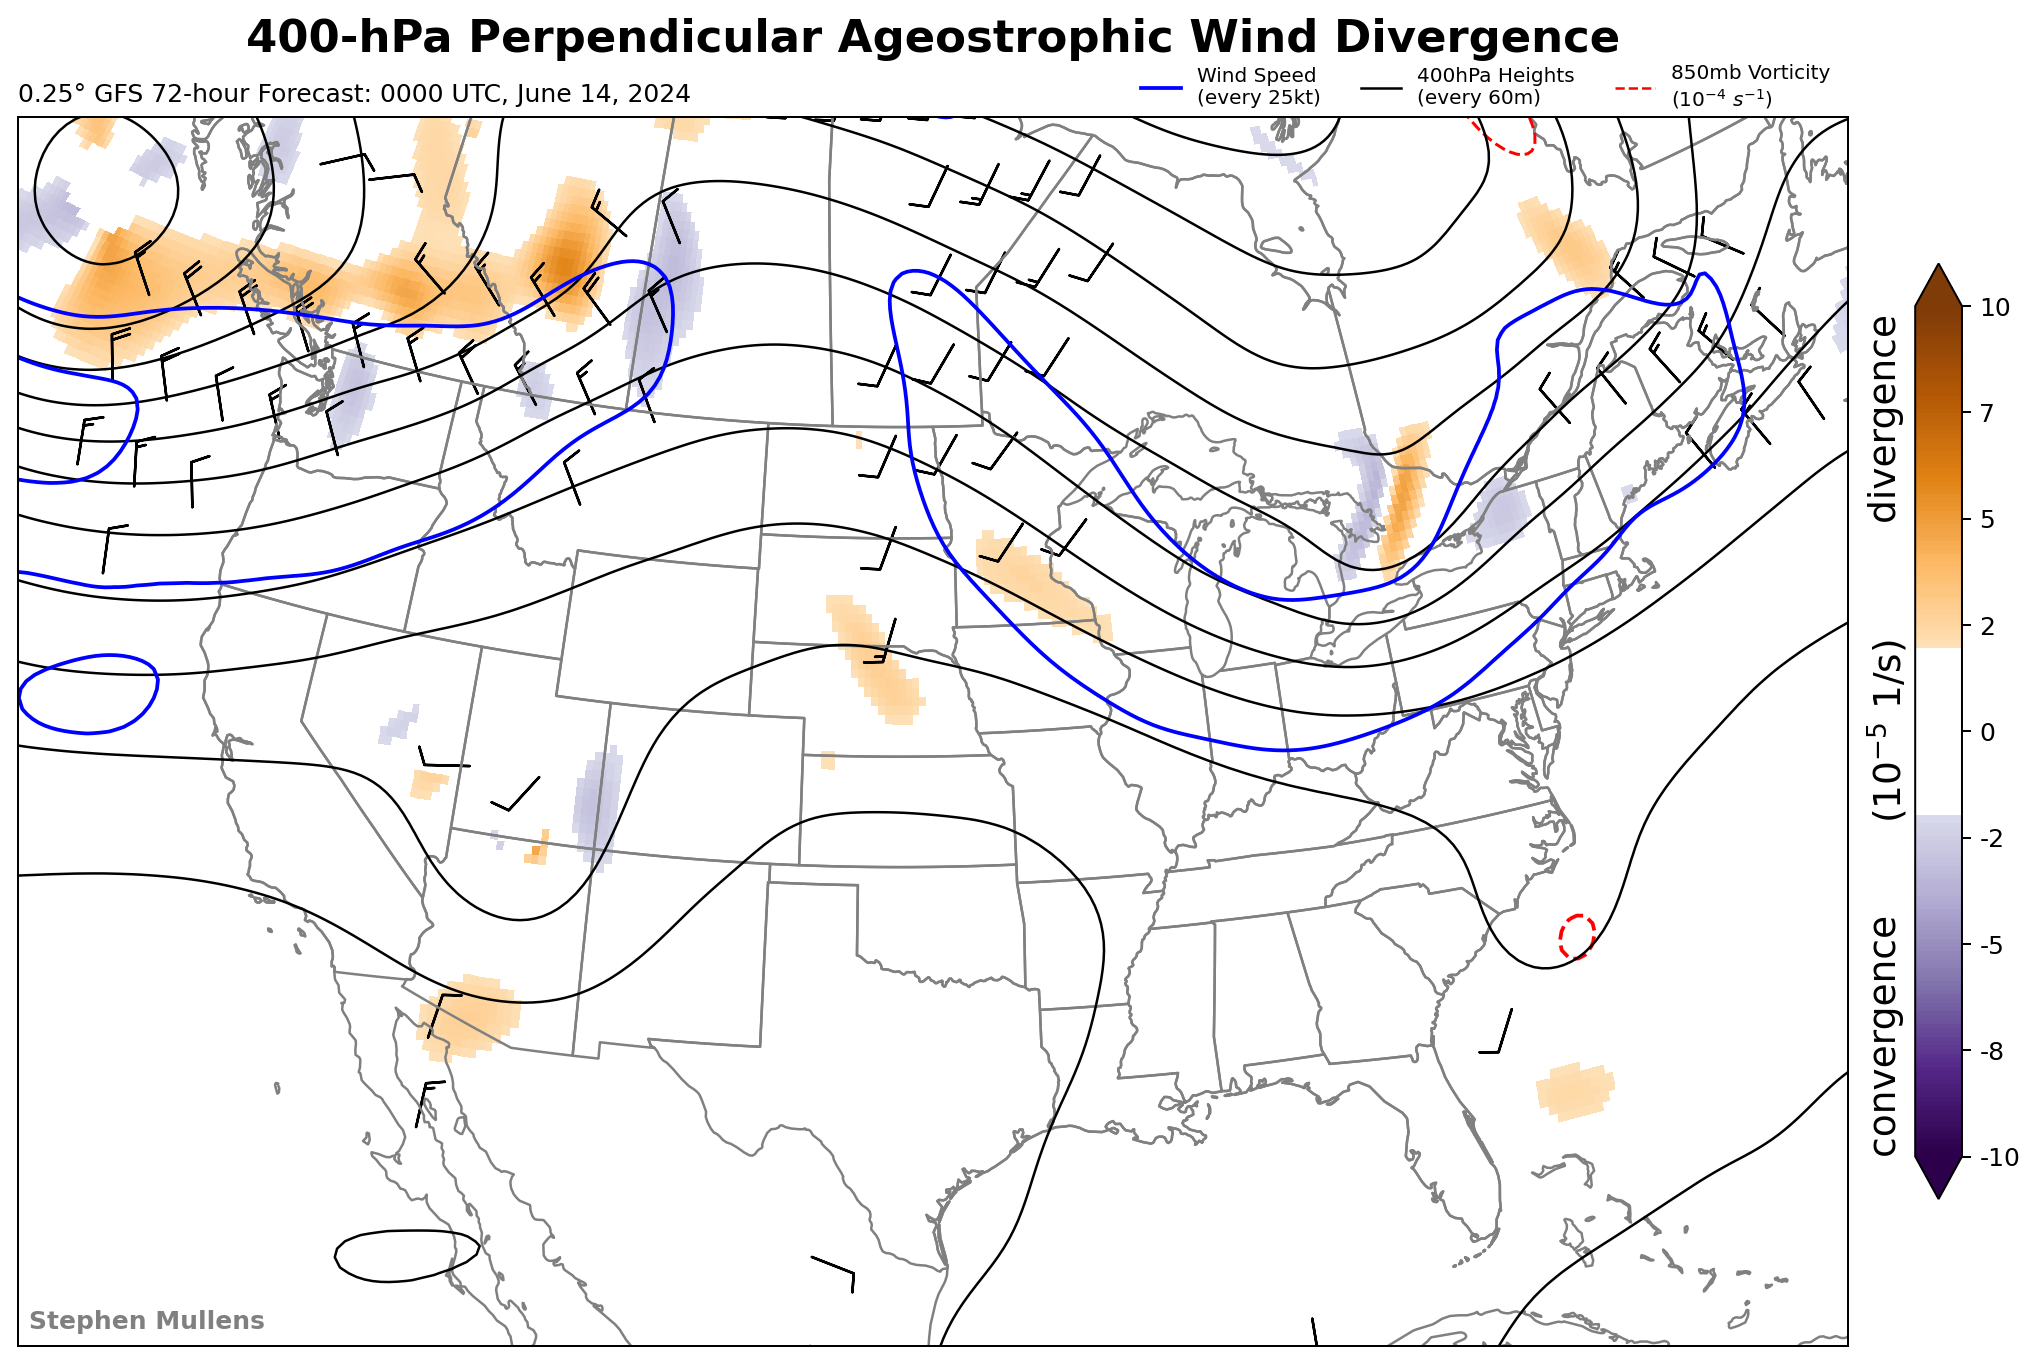 400-hPa Perpendicular Ageostrophic Wind Divergence
0.25° GFS 72-hour Forecast: 0000 UTC, June 14, 2024
Wind Speed
(every 25kt)
400hPa Heights
(every 60m)
850mb Vorticity
(10⁻⁴ s⁻¹)
10
7
5
2
0
-2
-5
-8
-10
convergence (10⁻⁵ 1/s) divergence
Stephen Mullens